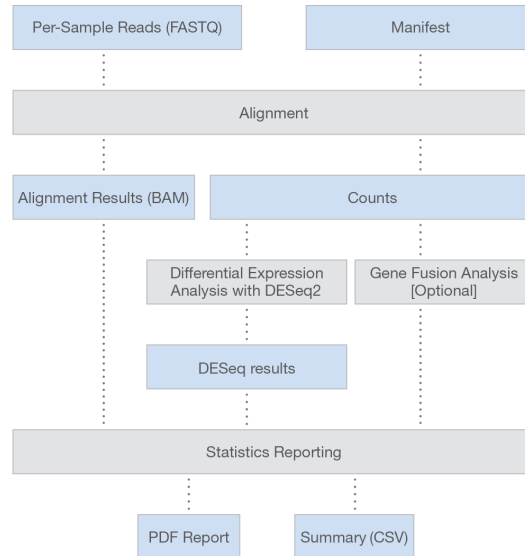 Per-Sample Reads (FASTQ)
Manifest
Alignment
Alignment Results (BAM)
Counts
Differential Expression
Analysis with DESeq2
Gene Fusion Analysis
[Optional]
DESeq results
Statistics Reporting
PDF Report
Summary (CSV)